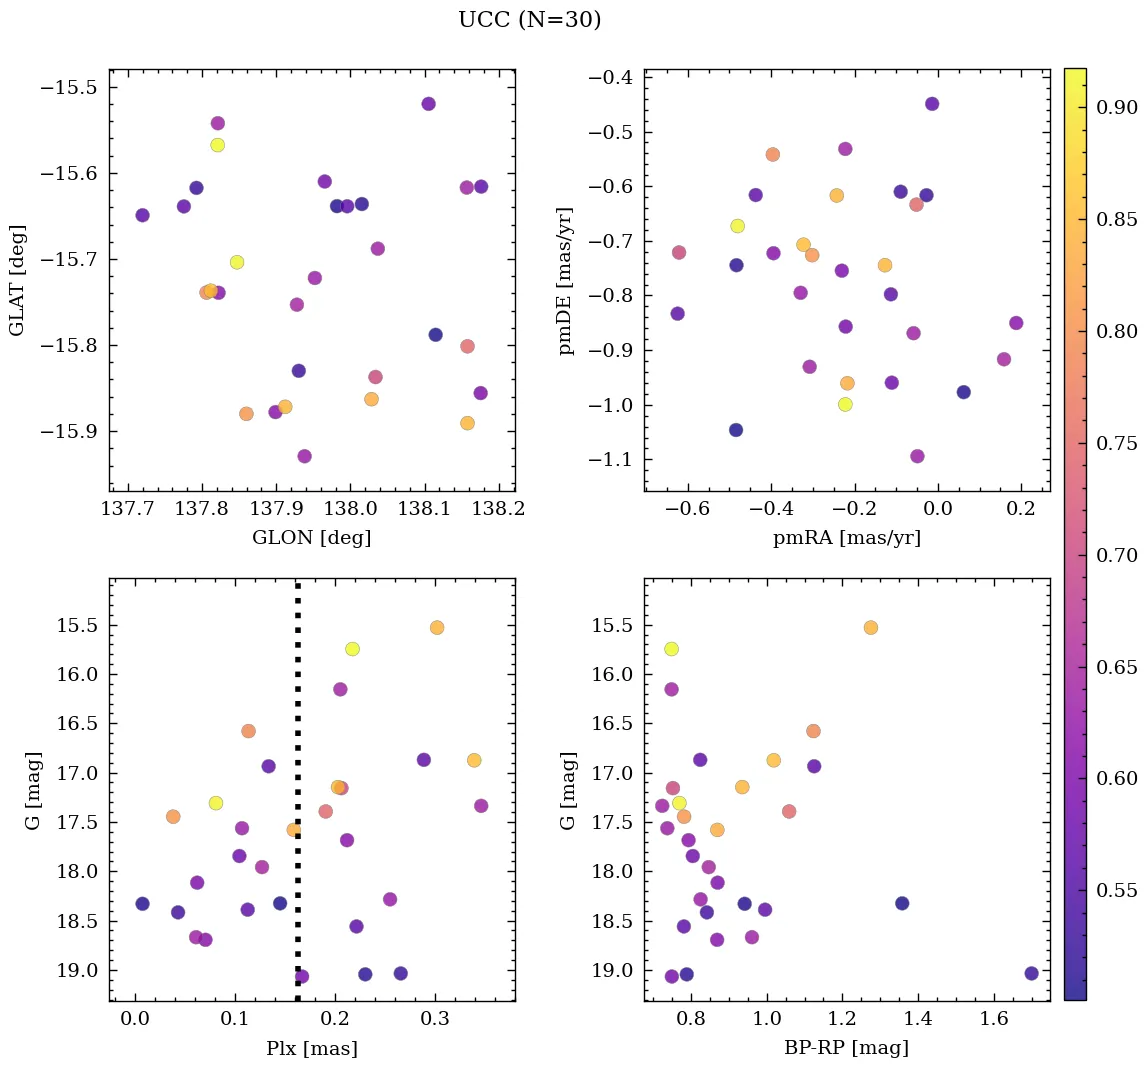 UCC (N=30)
−15.5
−15.6
−15.7
−15.8
−15.9
GLAT [deg]
137.7 137.8 137.9 138.0 138.1 138.2
GLON [deg]
−0.4
−0.5
−0.6
−0.7
−0.8
−0.9
−1.0
−1.1
pmDE [mas/yr]
−0.6 −0.4 −0.2 0.0 0.2
pmRA [mas/yr]
15.5
16.0
16.5
17.0
17.5
18.0
18.5
19.0
G [mag]
0.0 0.1 0.2 0.3
Plx [mas]
15.5
16.0
16.5
17.0
17.5
18.0
18.5
19.0
G [mag]
0.8 1.0 1.2 1.4 1.6
BP-RP [mag]
0.90
0.85
0.80
0.75
0.70
0.65
0.60
0.55